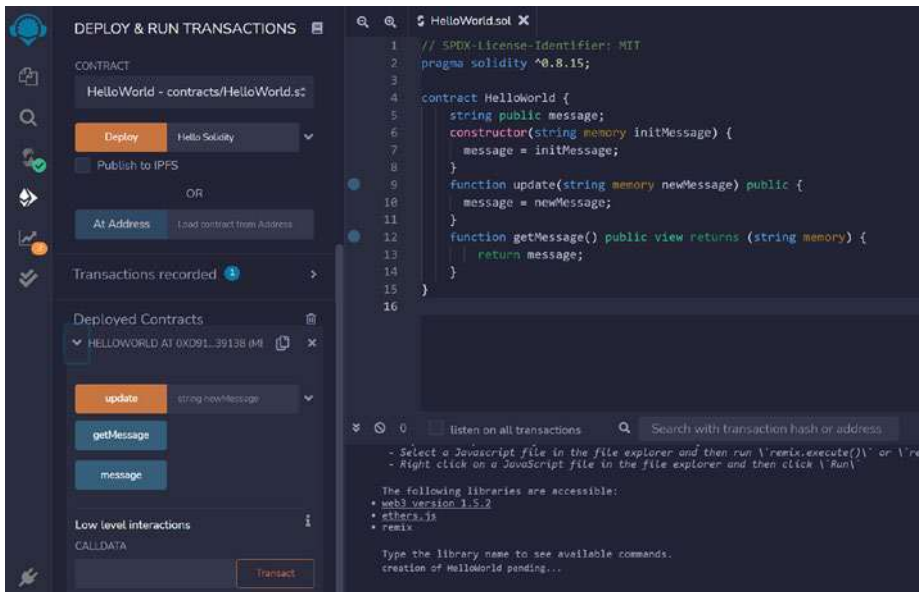 DEPLOY & RUN TRANSACTIONS
CONTRACT
HelloWorld - contracts/HelloWorld.s
Deploy
Hello Solidity
Publish to IPFS
OR
At Address
Load contract from Address
Transactions recorded 1
Deployed Contracts
HELLOWORLD AT 0XD91...39138 (ME
update
string newMessage
getMessage
message
Low level interactions
i
CALLDATA
Transact
HelloWorld.sol
1 // SPDX-License-Identifier: MIT
2 pragma solidity ^0.8.15;
3
4 contract HelloWorld {
5 string public message;
6 constructor(string memory initMessage) {
7 message = initMessage;
8 }
9 function update(string memory newMessage) public {
10 message = newMessage;
11 }
12 function getMessage() public view returns (string memory) {
13 return message;
14 }
15 }
16
0
listen on all transactions
Search with transaction hash or address
- Select a Javascript file in the file explorer and then run \`remix.execute()\` or \`re
- Right click on a JavaScript file in the file explorer and then click \`Run\`
The following libraries are accessible:
• web3 version 1.5.2
• ethers.js
• remix
Type the library name to see available commands.
creation of HelloWorld pending...